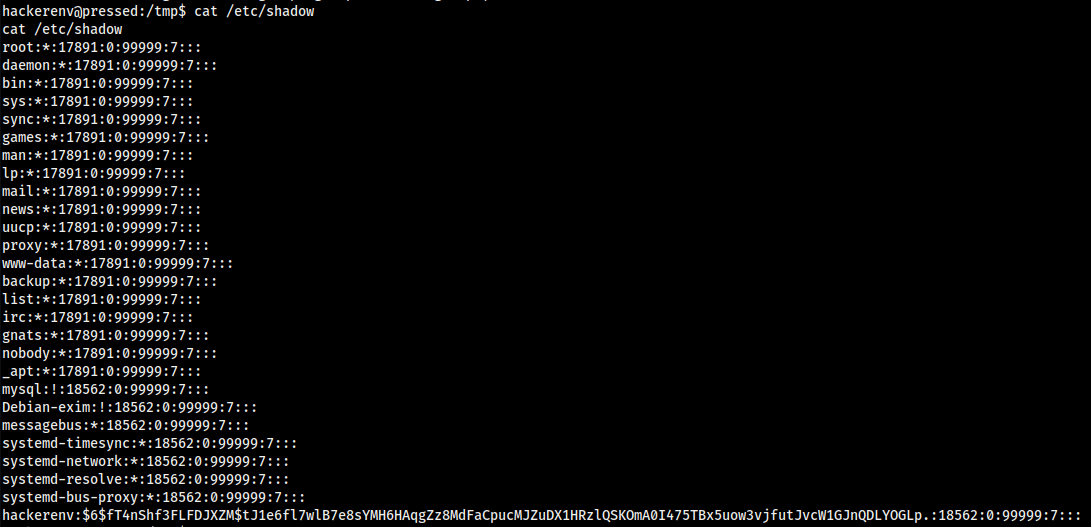 hackerenv@pressed:/tmp$ cat /etc/shadow
cat /etc/shadow
root:*:17891:0:99999:7:::
daemon:*:17891:0:99999:7:::
bin:*:17891:0:99999:7:::
sys:*:17891:0:99999:7:::
sync:*:17891:0:99999:7:::
games:*:17891:0:99999:7:::
man:*:17891:0:99999:7:::
lp:*:17891:0:99999:7:::
mail:*:17891:0:99999:7:::
news:*:17891:0:99999:7:::
uucp:*:17891:0:99999:7:::
proxy:*:17891:0:99999:7:::
www-data:*:17891:0:99999:7:::
backup:*:17891:0:99999:7:::
list:*:17891:0:99999:7:::
irc:*:17891:0:99999:7:::
gnats:*:17891:0:99999:7:::
nobody:*:17891:0:99999:7:::
_apt:*:17891:0:99999:7:::
mysql:!:18562:0:99999:7:::
Debian-exim:!:18562:0:99999:7:::
messagebus:*:18562:0:99999:7:::
systemd-timesync:*:18562:0:99999:7:::
systemd-network:*:18562:0:99999:7:::
systemd-resolve:*:18562:0:99999:7:::
systemd-bus-proxy:*:18562:0:99999:7:::
hackerenv:$6$fT4nShf3FLFDJXZM$tJ1e6fl7wlB7e8sYMH6HAqgZz8MdFaCpucMJZuDX1HRzlQSKOmA0I475TBx5uow3vjfutJvcW1GJnQDLYOGLp.:18562:0:99999:7:::